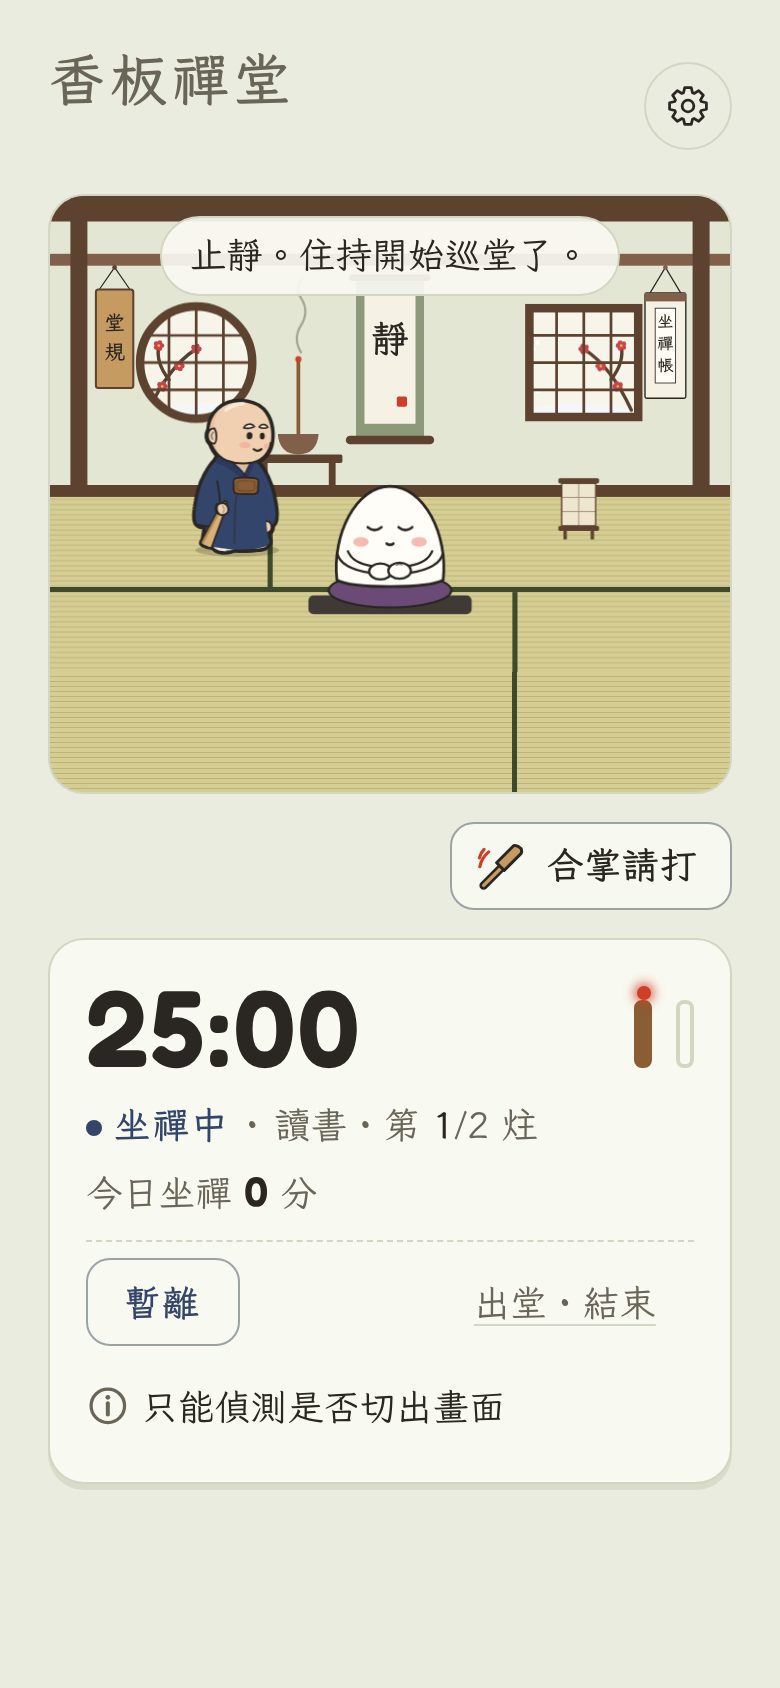 香板禪堂
止靜。住持開始巡堂了。
堂規
靜
坐禪帳
合掌請打
25:00
坐禪中・讀書・第 1/2 炷
今日坐禪 0 分
暫離
出堂・結束
只能偵測是否切出畫面